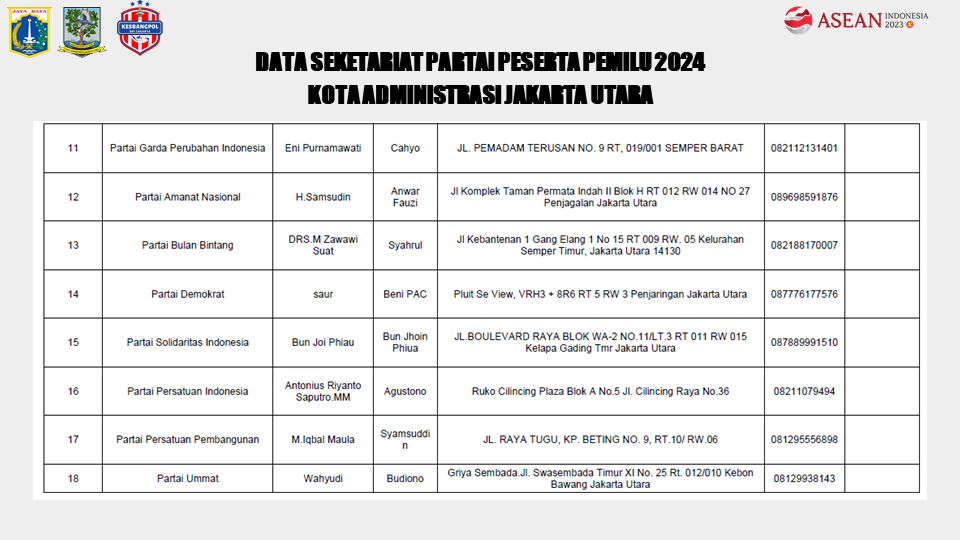 JAYA RAYA
KESBANGPOL
DKI JAKARTA
ASEAN INDONESIA
2023
DATA SEKETARIAT PARTAI PESERTA PEMILU 2024
KOTA ADMINISTRASI JAKARTA UTARA
11 Partai Garda Perubahan Indonesia Eni Purnamawati Cahyo JL. PEMADAM TERUSAN NO. 9 RT, 019/001 SEMPER BARAT 082112131401
12 Partai Amanat Nasional H.Samsudin Anwar
Fauzi Jl Komplek Taman Permata Indah II Blok H RT 012 RW 014 NO 27
Penjagalan Jakarta Utara 089698591876
13 Partai Bulan Bintang DRS.M Zawawi
Suat Syahrul Jl Kebantenan 1 Gang Elang 1 No 15 RT 009 RW. 05 Kelurahan
Semper Timur, Jakarta Utara 14130 082188170007
14 Partai Demokrat saur Beni PAC Pluit Se View, VRH3 + 8R6 RT 5 RW 3 Penjaringan Jakarta Utara 087776177576
15 Partai Solidaritas Indonesia Bun Joi Phiau Bun Jhoin
Phiua JL.BOULEVARD RAYA BLOK WA-2 NO.11/LT.3 RT 011 RW 015
Kelapa Gading Tmr Jakarta Utara 087889991510
16 Partai Persatuan Indonesia Antonius Riyanto
Saputro.MM Agustono Ruko Cilincing Plaza Blok A No.5 Jl. Cilincing Raya No.36 08211079494
17 Partai Persatuan Pembangunan M.Iqbal Maula Syamsuddi
n JL. RAYA TUGU, KP. BETING NO. 9, RT.10/ RW.06 081295556898
18 Partai Ummat Wahyudi Budiono Griya Sembada.Jl. Swasembada Timur XI No. 25 Rt. 012/010 Kebon
Bawang Jakarta Utara 08129938143